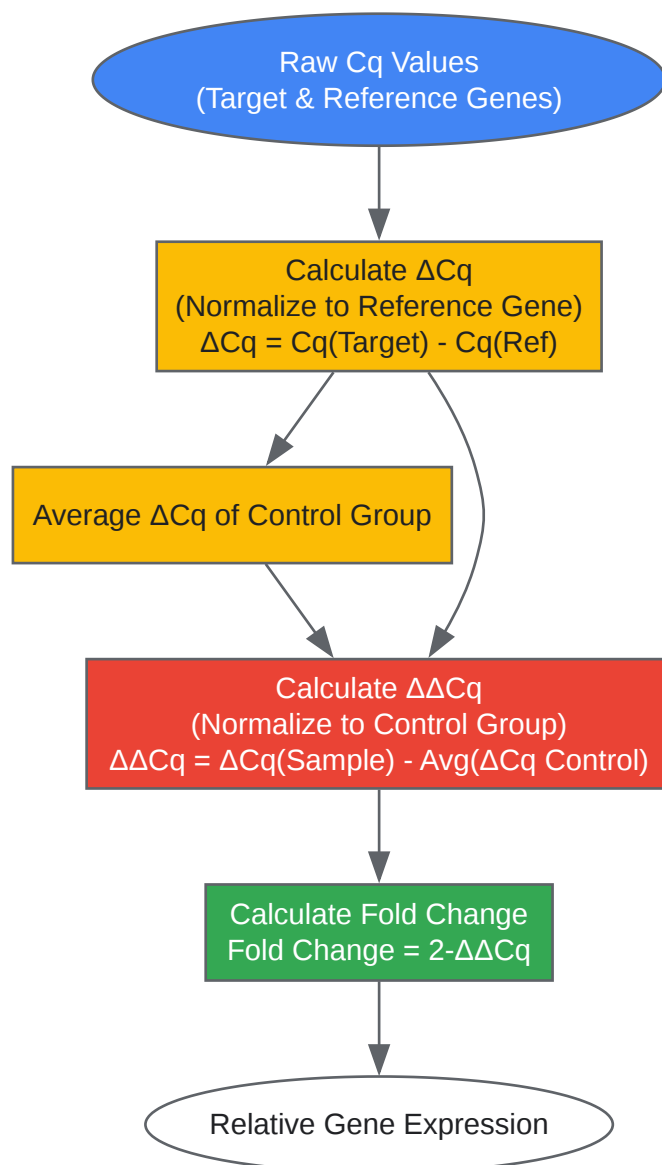 Raw Cq Values
(Target & Reference Genes)
Calculate ΔCq
(Normalize to Reference Gene)
ΔCq = Cq(Target) - Cq(Ref)
Average ΔCq of Control Group
Calculate ΔΔCq
(Normalize to Control Group)
ΔΔCq = ΔCq(Sample) - Avg(ΔCq Control)
Calculate Fold Change
Fold Change = 2-ΔΔCq
Relative Gene Expression